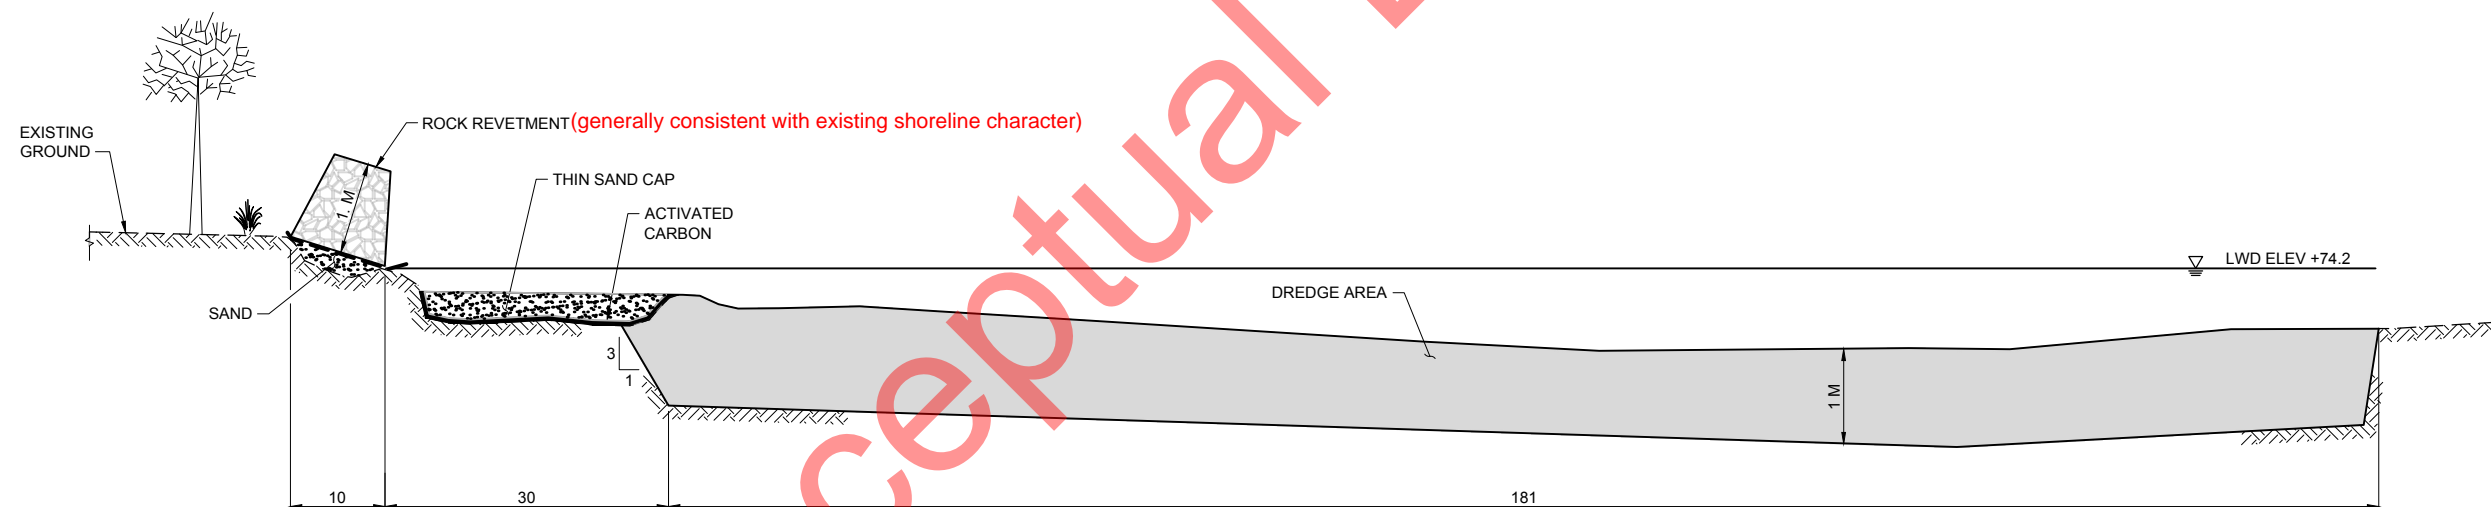 EXISTING
GROUND
ROCK REVETMENT(generally consistent with existing shoreline character)
1. M
THIN SAND CAP
ACTIVATED
CARBON
SAND
3
1
DREDGE AREA
LWD ELEV +74.2
1 M
10
30
181
ceptual